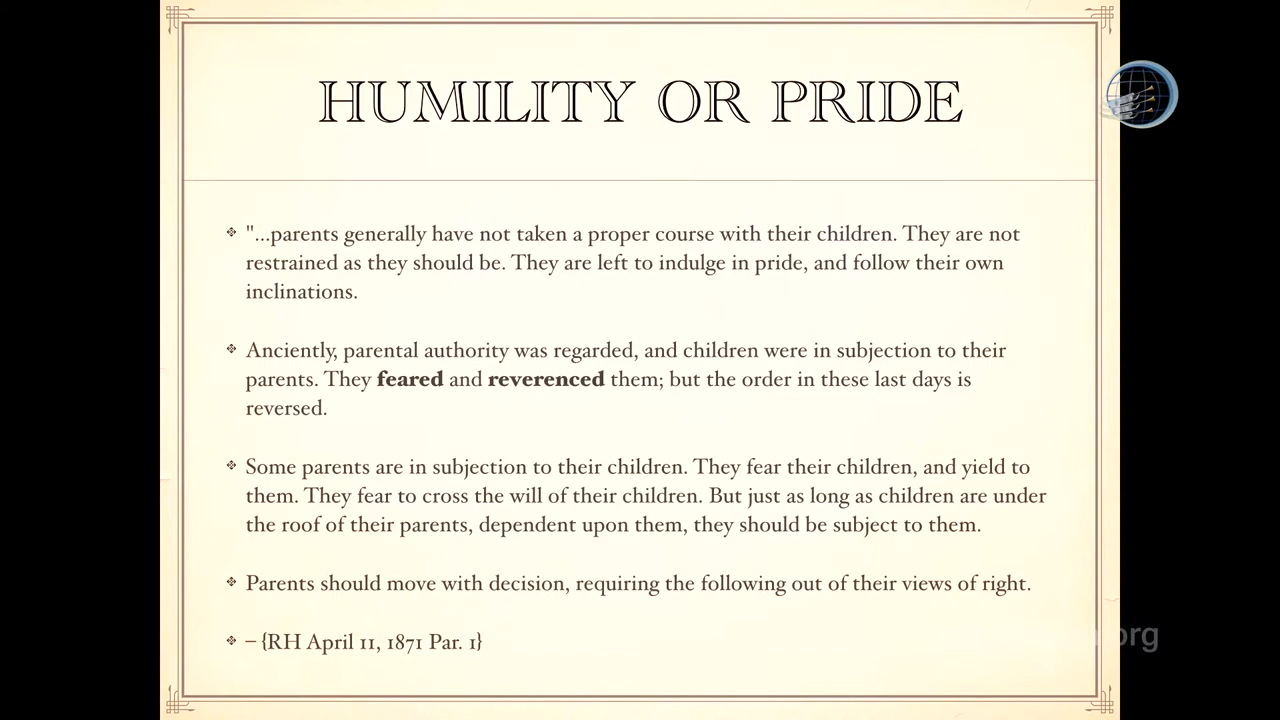 HUMILITY OR PRIDE
"...parents generally have not taken a proper course with their children. They are not
restrained as they should be. They are left to indulge in pride, and follow their own
inclinations.
Anciently, parental authority was regarded, and children were in subjection to their
parents. They feared and reverenced them; but the order in these last days is
reversed.
Some parents are in subjection to their children. They fear their children, and yield to
them. They fear to cross the will of their children. But just as long as children are under
the roof of their parents, dependent upon them, they should be subject to them.
Parents should move with decision, requiring the following out of their views of right.
– {RH April 11, 1871 Par. 1}
org